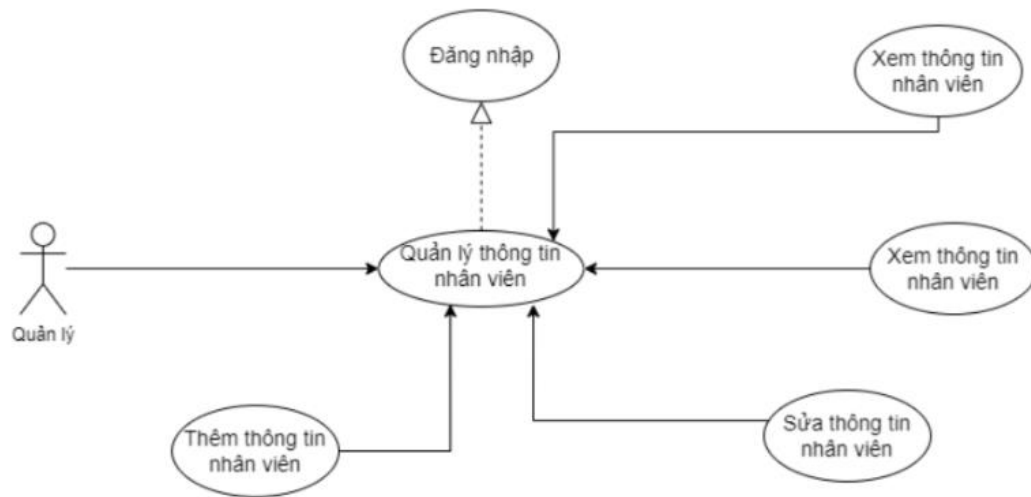 Đăng nhập
Xem thông tin
nhân viên
Quản lý thông tin
nhân viên
Xem thông tin
nhân viên
Quản lý
Thêm thông tin
nhân viên
Sửa thông tin
nhân viên